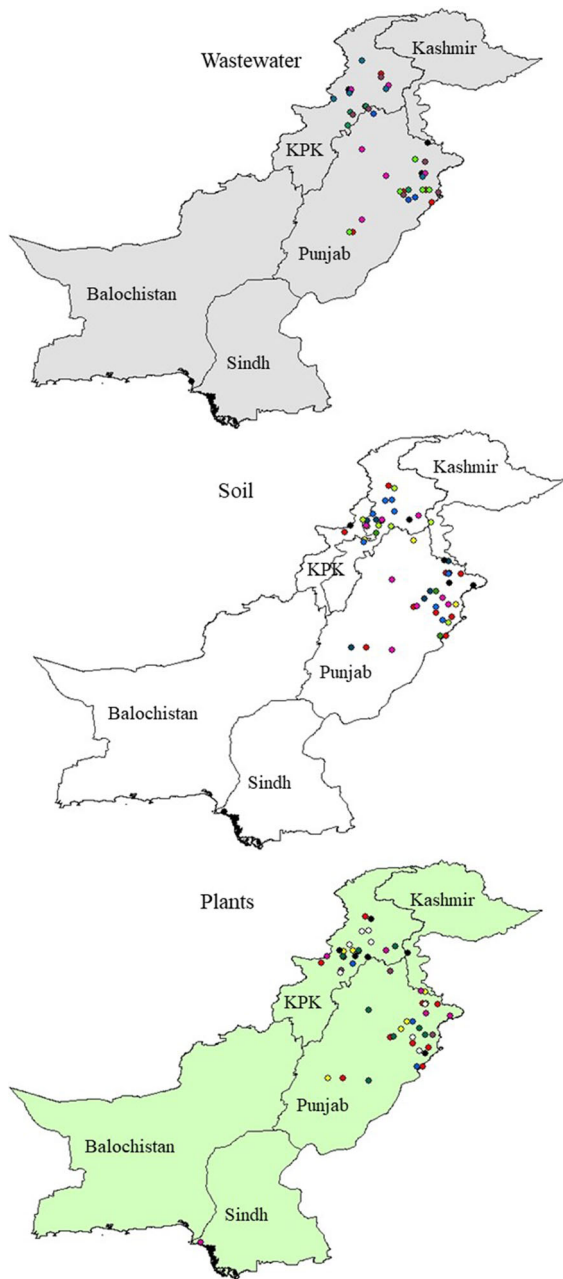 Wastewater
Kashmir
KPK
Punjab
Balochistan
Sindh
Soil
Kashmir
KPK
Punjab
Balochistan
Sindh
Plants
Kashmir
KPK
Punjab
Balochistan
Sindh